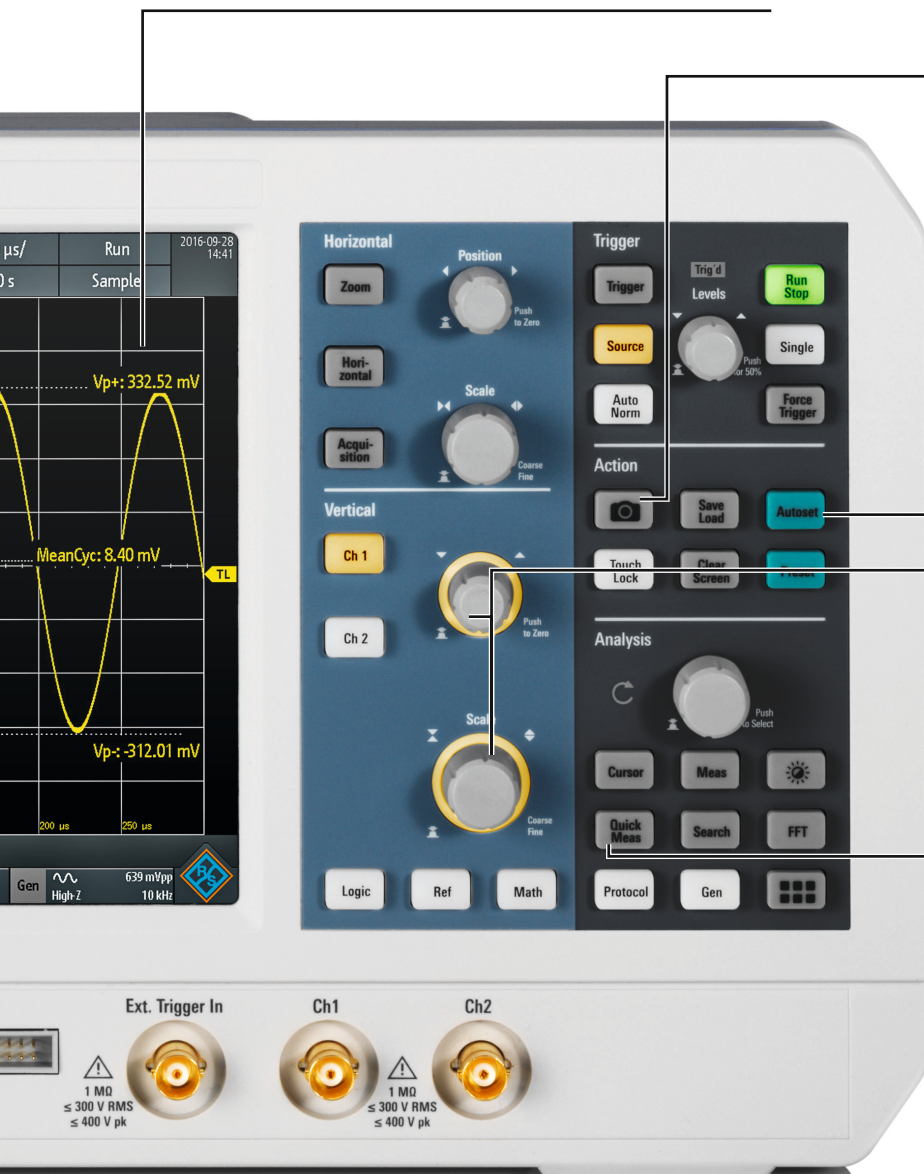 µs/
Run
2016-09-28
14:41
0 s
Sample
Vp+: 332.52 mV
MeanCyc: 8.40 mV
TL
Vp-: -312.01 mV
200 µs
250 µs
Gen
High-Z
639 mVpp
10 kHz
R&S
Horizontal
Position
Zoom
Push
to Zero
Hori-
zontal
Scale
Acqui-
sition
Coarse
Fine
Vertical
Ch 1
Push
to Zero
Ch 2
Scale
Coarse
Fine
Logic
Ref
Math
Trigger
Trig'd
Levels
Trigger
Run
Stop
Source
Single
Push
for 50%
Auto
Norm
Force
Trigger
Action
Save
Load
Autoset
Touch
Lock
Clear
Screen
Preset
Analysis
Push
to Select
Cursor
Meas
Quick
Meas
Search
FFT
Protocol
Gen
Ext. Trigger In
Ch1
Ch2
1 MΩ
≤ 300 V RMS
≤ 400 V pk
1 MΩ
≤ 300 V RMS
≤ 400 V pk